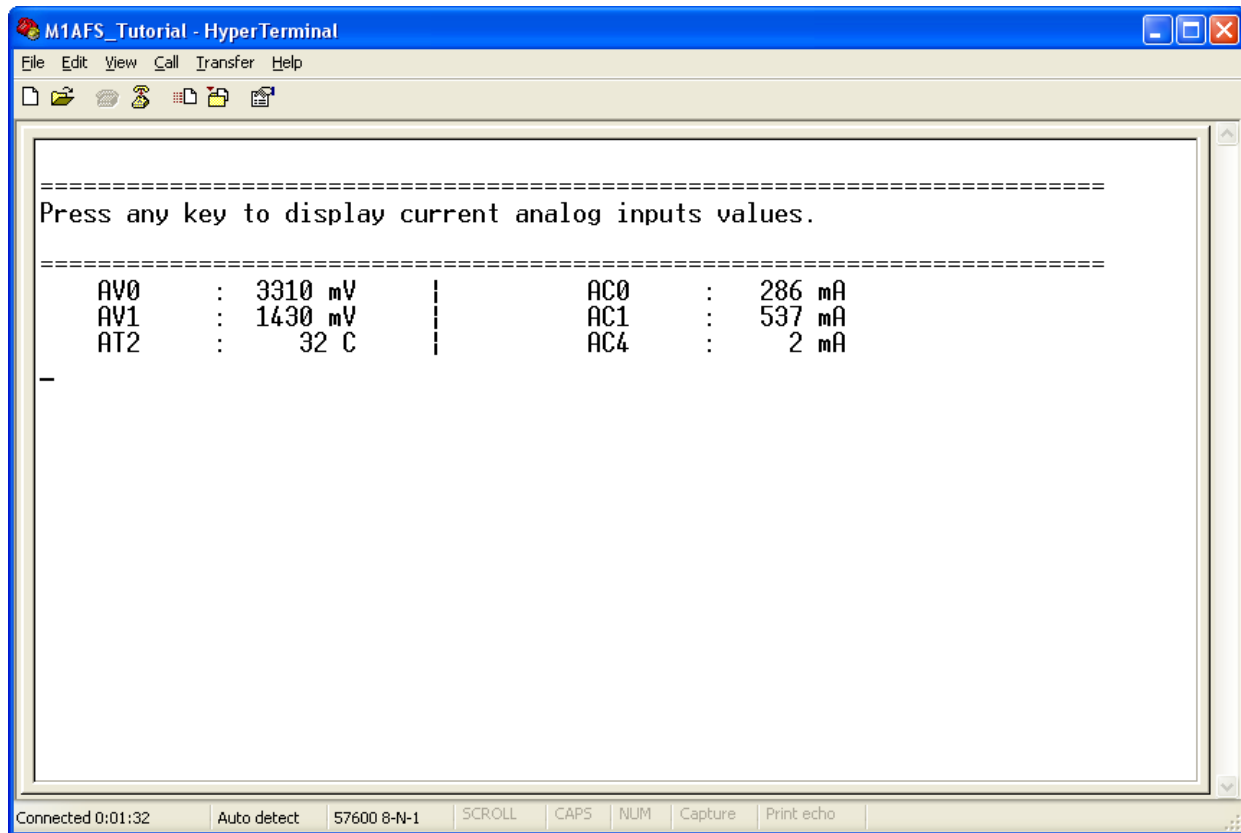 M1AFS_Tutorial - HyperTerminal
File Edit View Call Transfer Help
==========================================================================
Press any key to display current analog inputs values.
==========================================================================
AV0 : 3310 mV | AC0 : 286 mA
AV1 : 1430 mV | AC1 : 537 mA
AT2 : 32 C | AC4 : 2 mA
_
Connected 0:01:32 Auto detect 57600 8-N-1 SCROLL CAPS NUM Capture Print echo